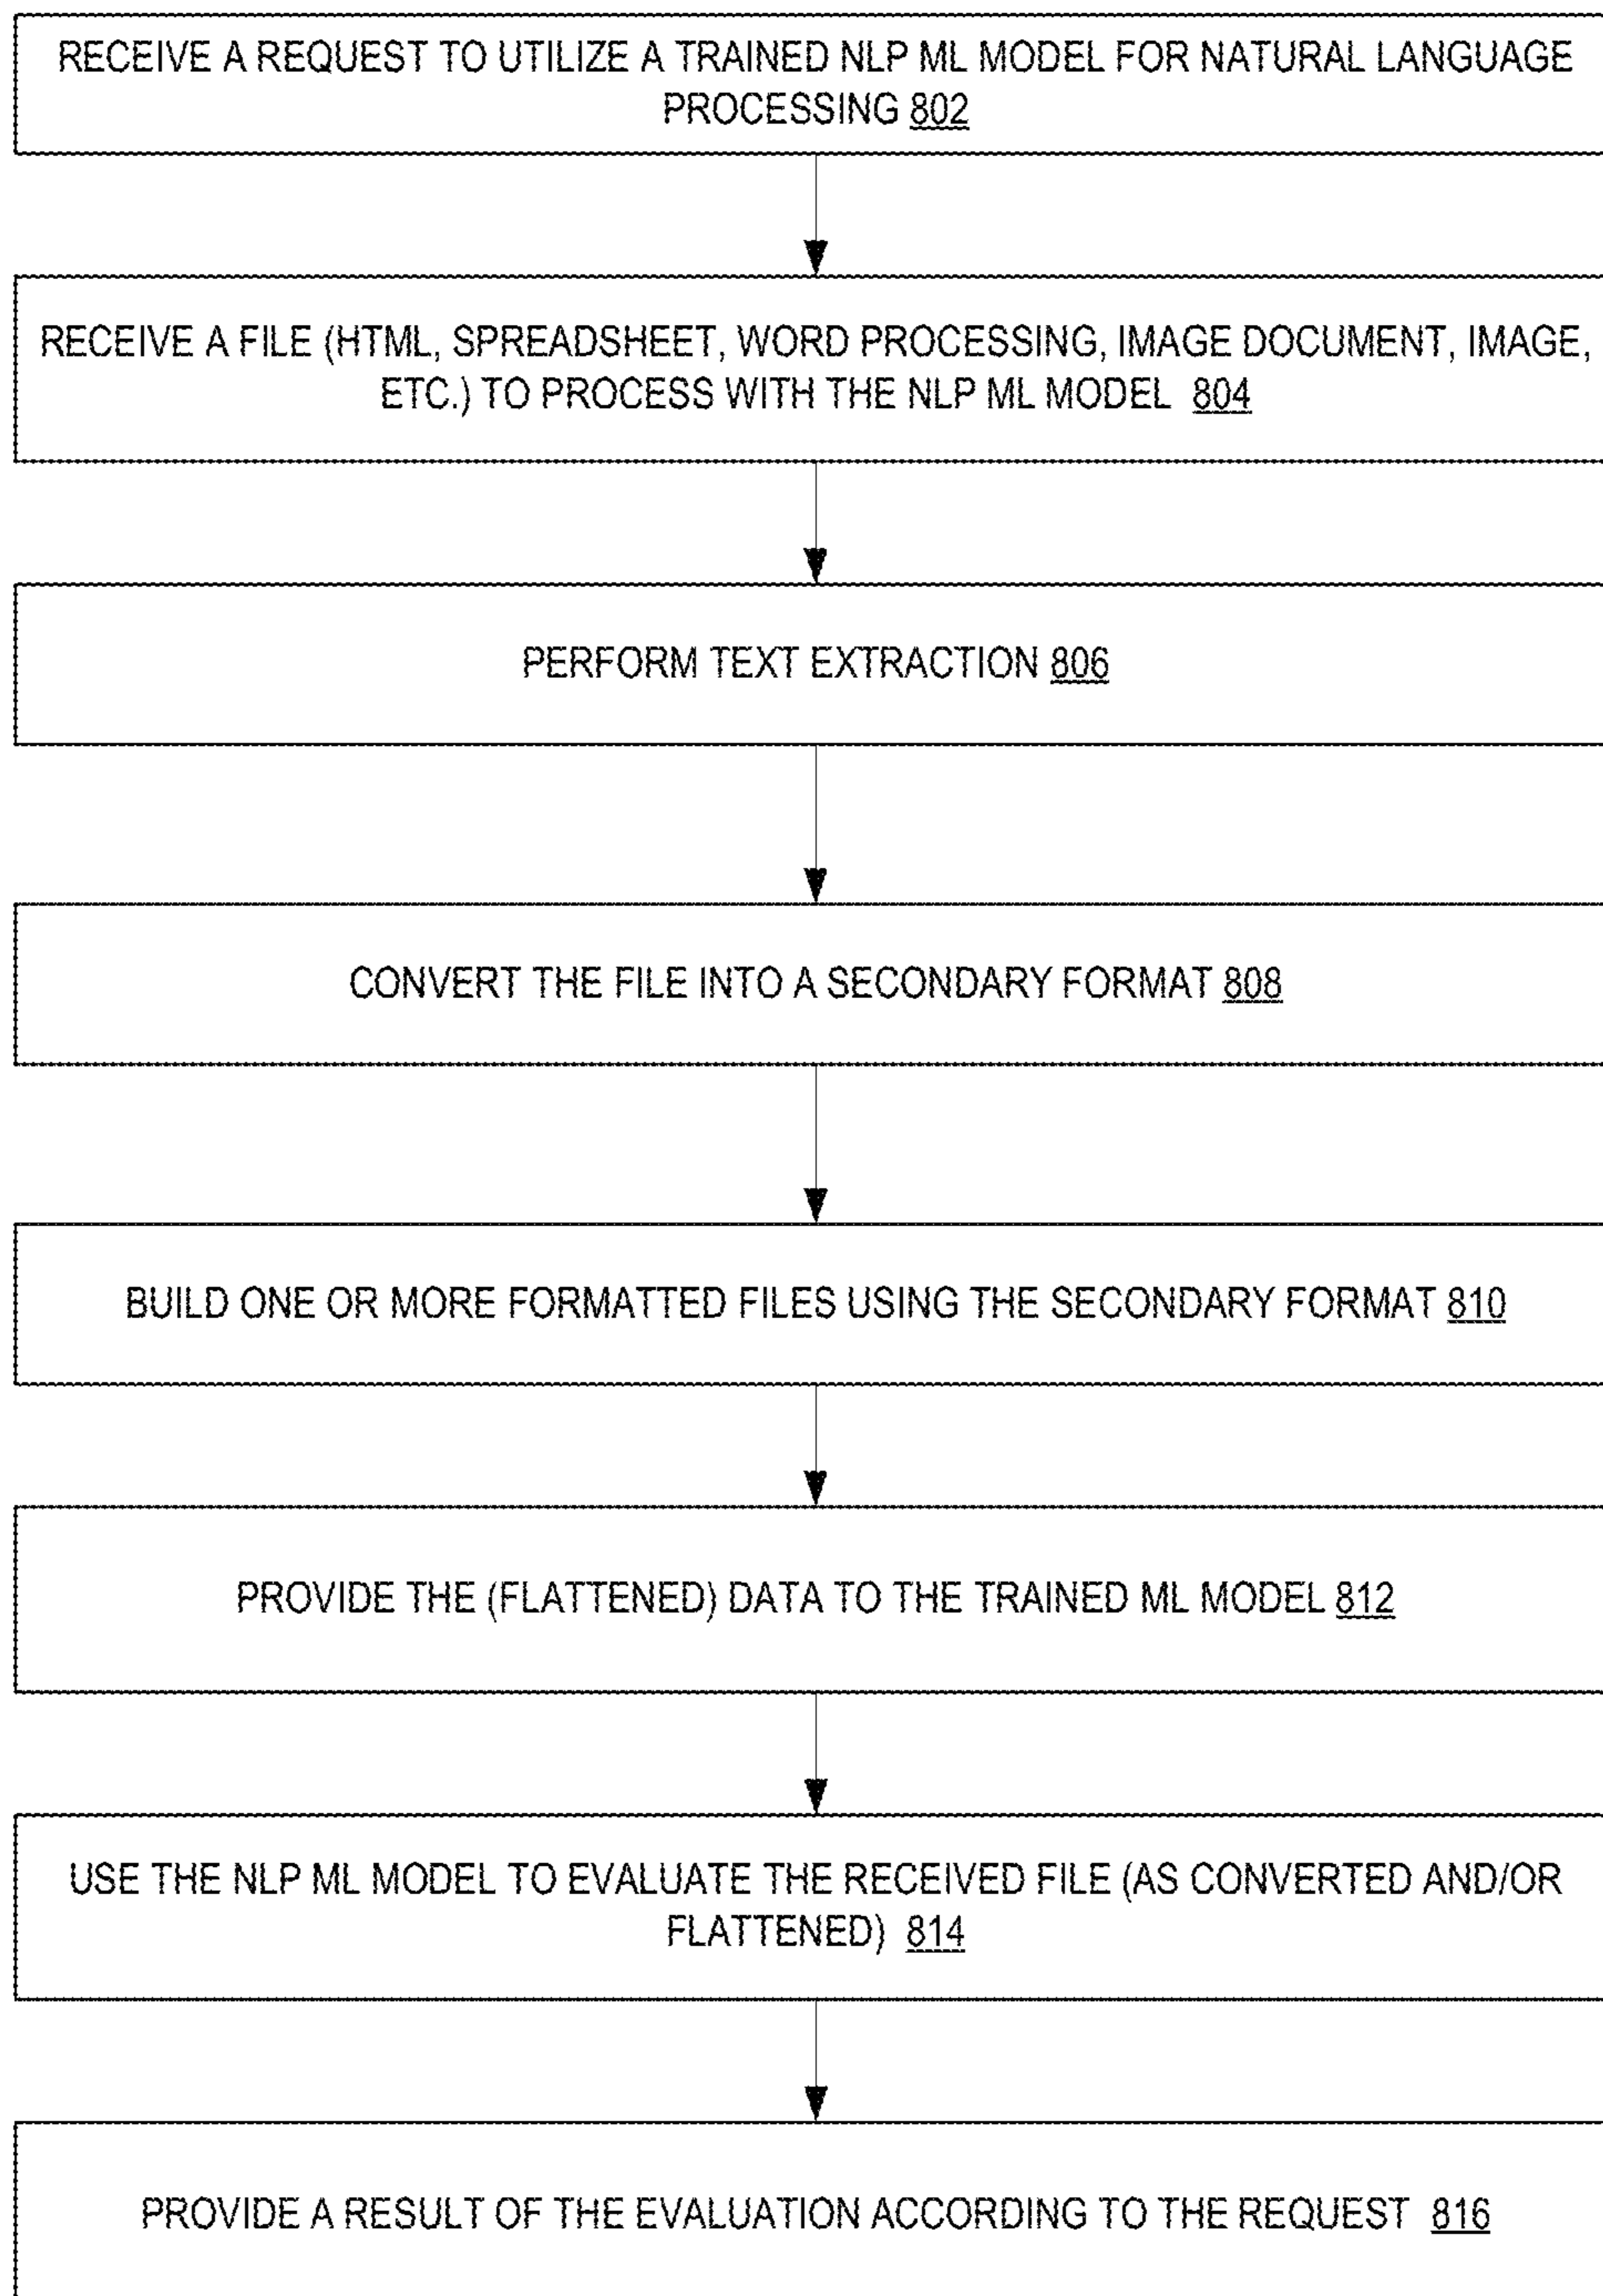 RECEIVE A REQUEST TO UTILIZE A TRAINED NLP ML MODEL FOR NATURAL LANGUAGE
PROCESSING 802
RECEIVE A FILE (HTML, SPREADSHEET, WORD PROCESSING, IMAGE DOCUMENT, IMAGE,
ETC.) TO PROCESS WITH THE NLP ML MODEL 804
PERFORM TEXT EXTRACTION 806
CONVERT THE FILE INTO A SECONDARY FORMAT 808
BUILD ONE OR MORE FORMATTED FILES USING THE SECONDARY FORMAT 810
PROVIDE THE (FLATTENED) DATA TO THE TRAINED ML MODEL 812
USE THE NLP ML MODEL TO EVALUATE THE RECEIVED FILE (AS CONVERTED AND/OR
FLATTENED) 814
PROVIDE A RESULT OF THE EVALUATION ACCORDING TO THE REQUEST 816